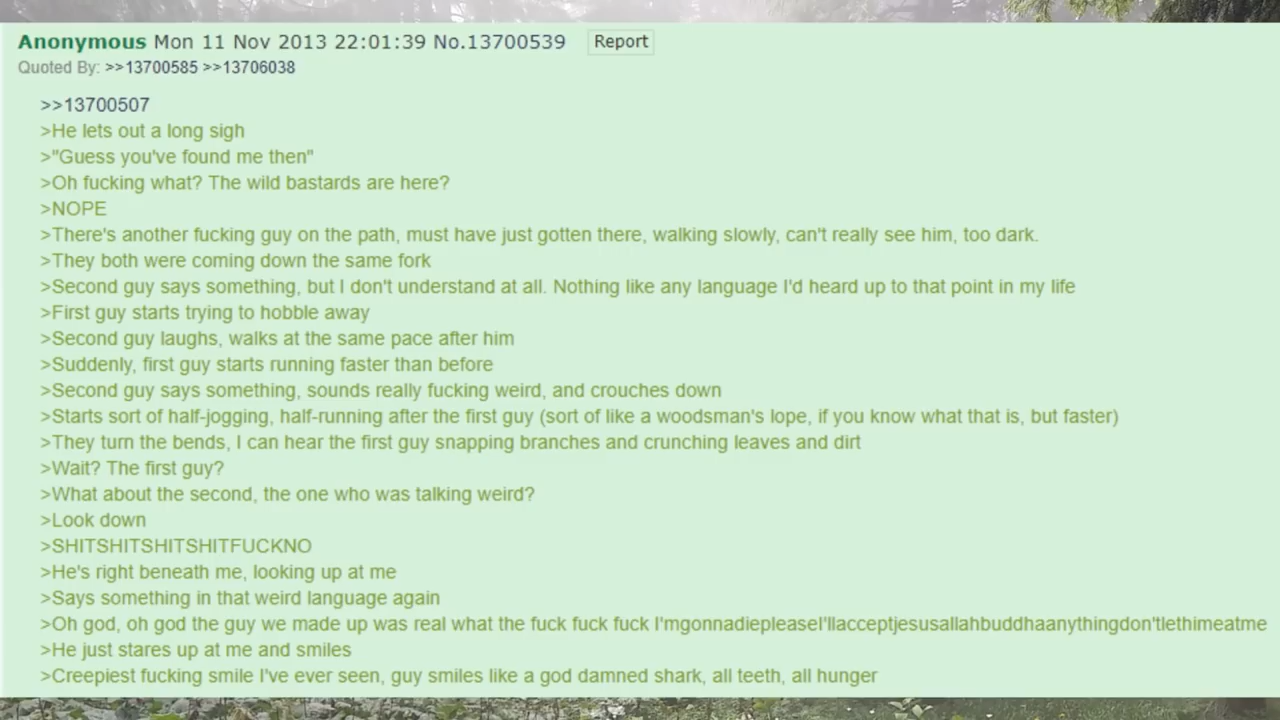 Anonymous Mon 11 Nov 2013 22:01:39 No.13700539 Report
Quoted By: >>13700585 >>13706038
>>13700507
>He lets out a long sigh
>"Guess you've found me then"
>Oh fucking what? The wild bastards are here?
>NOPE
>There's another fucking guy on the path, must have just gotten there, walking slowly, can't really see him, too dark.
>They both were coming down the same fork
>Second guy says something, but I don't understand at all. Nothing like any language I'd heard up to that point in my life
>First guy starts trying to hobble away
>Second guy laughs, walks at the same pace after him
>Suddenly, first guy starts running faster than before
>Second guy says something, sounds really fucking weird, and crouches down
>Starts sort of half-jogging, half-running after the first guy (sort of like a woodsman's lope, if you know what that is, but faster)
>They turn the bends, I can hear the first guy snapping branches and crunching leaves and dirt
>Wait? The first guy?
>What about the second, the one who was talking weird?
>Look down
>SHITSHITSHITSHITFUCKNO
>He's right beneath me, looking up at me
>Says something in that weird language again
>Oh god, oh god the guy we made up was real what the fuck fuck fuck I'mgonnadiepleaseI'llacceptjesusallahbuddhaanythingdon'tlethimeatme
>He just stares up at me and smiles
>Creepiest fucking smile I've ever seen, guy smiles like a god damned shark, all teeth, all hunger